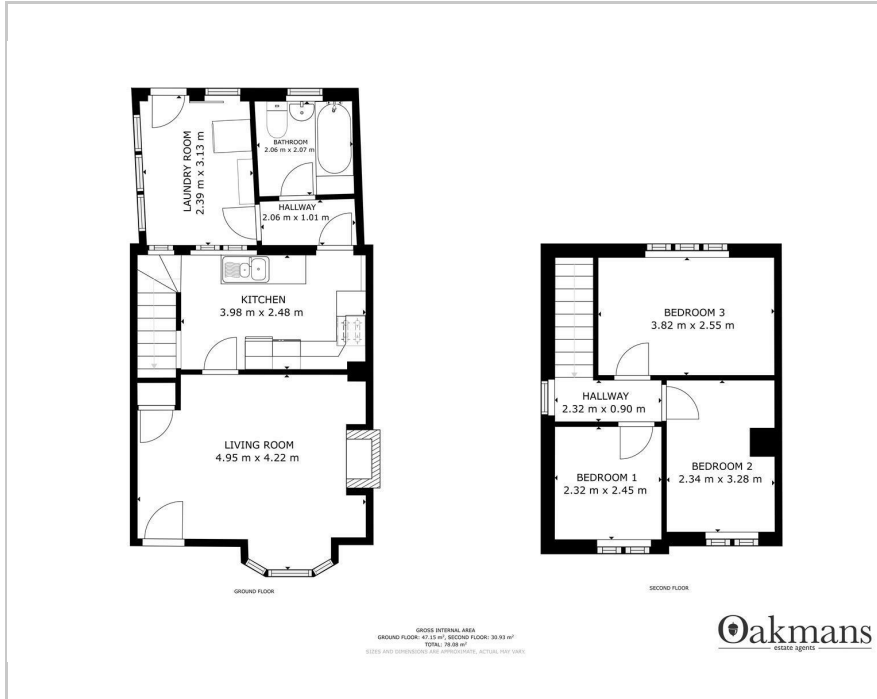 LAUNDRY ROOM
2.39 m x 3.13 m
BATHROOM
2.06 m x 2.07 m
HALLWAY
2.06 m x 1.01 m
KITCHEN
3.98 m x 2.48 m
LIVING ROOM
4.95 m x 4.22 m
GROUND FLOOR
BEDROOM 3
3.82 m x 2.55 m
HALLWAY
2.32 m x 0.90 m
BEDROOM 1
2.32 m x 2.45 m
BEDROOM 2
2.34 m x 3.28 m
SECOND FLOOR
GROSS INTERNAL AREA
GROUND FLOOR: 47.15 m², SECOND FLOOR: 30.93 m²
TOTAL: 78.08 m²
SIZES AND DIMENSIONS ARE APPROXIMATE, ACTUAL MAY VARY.
Oakmans
estate agents